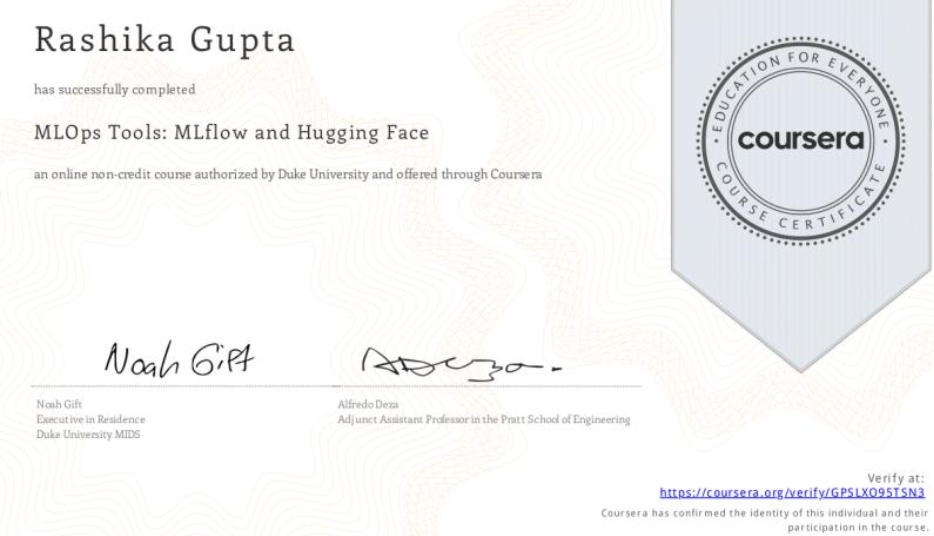 Rashika Gupta
has successfully completed
MLOps Tools: MLflow and Hugging Face
an online non-credit course authorized by Duke University and offered through Coursera
EDUCATION FOR EVERYONE
coursera
COURSE CERTIFICATE
Noah Gift
Noah Gift
Executive in Residence
Duke University MIDS
Alfredo Deza
Adjunct Assistant Professor in the Pratt School of Engineering
Verify at:
https://coursera.org/verify/GPSLXO95TSN3
Coursera has confirmed the identity of this individual and their
participation in the course.